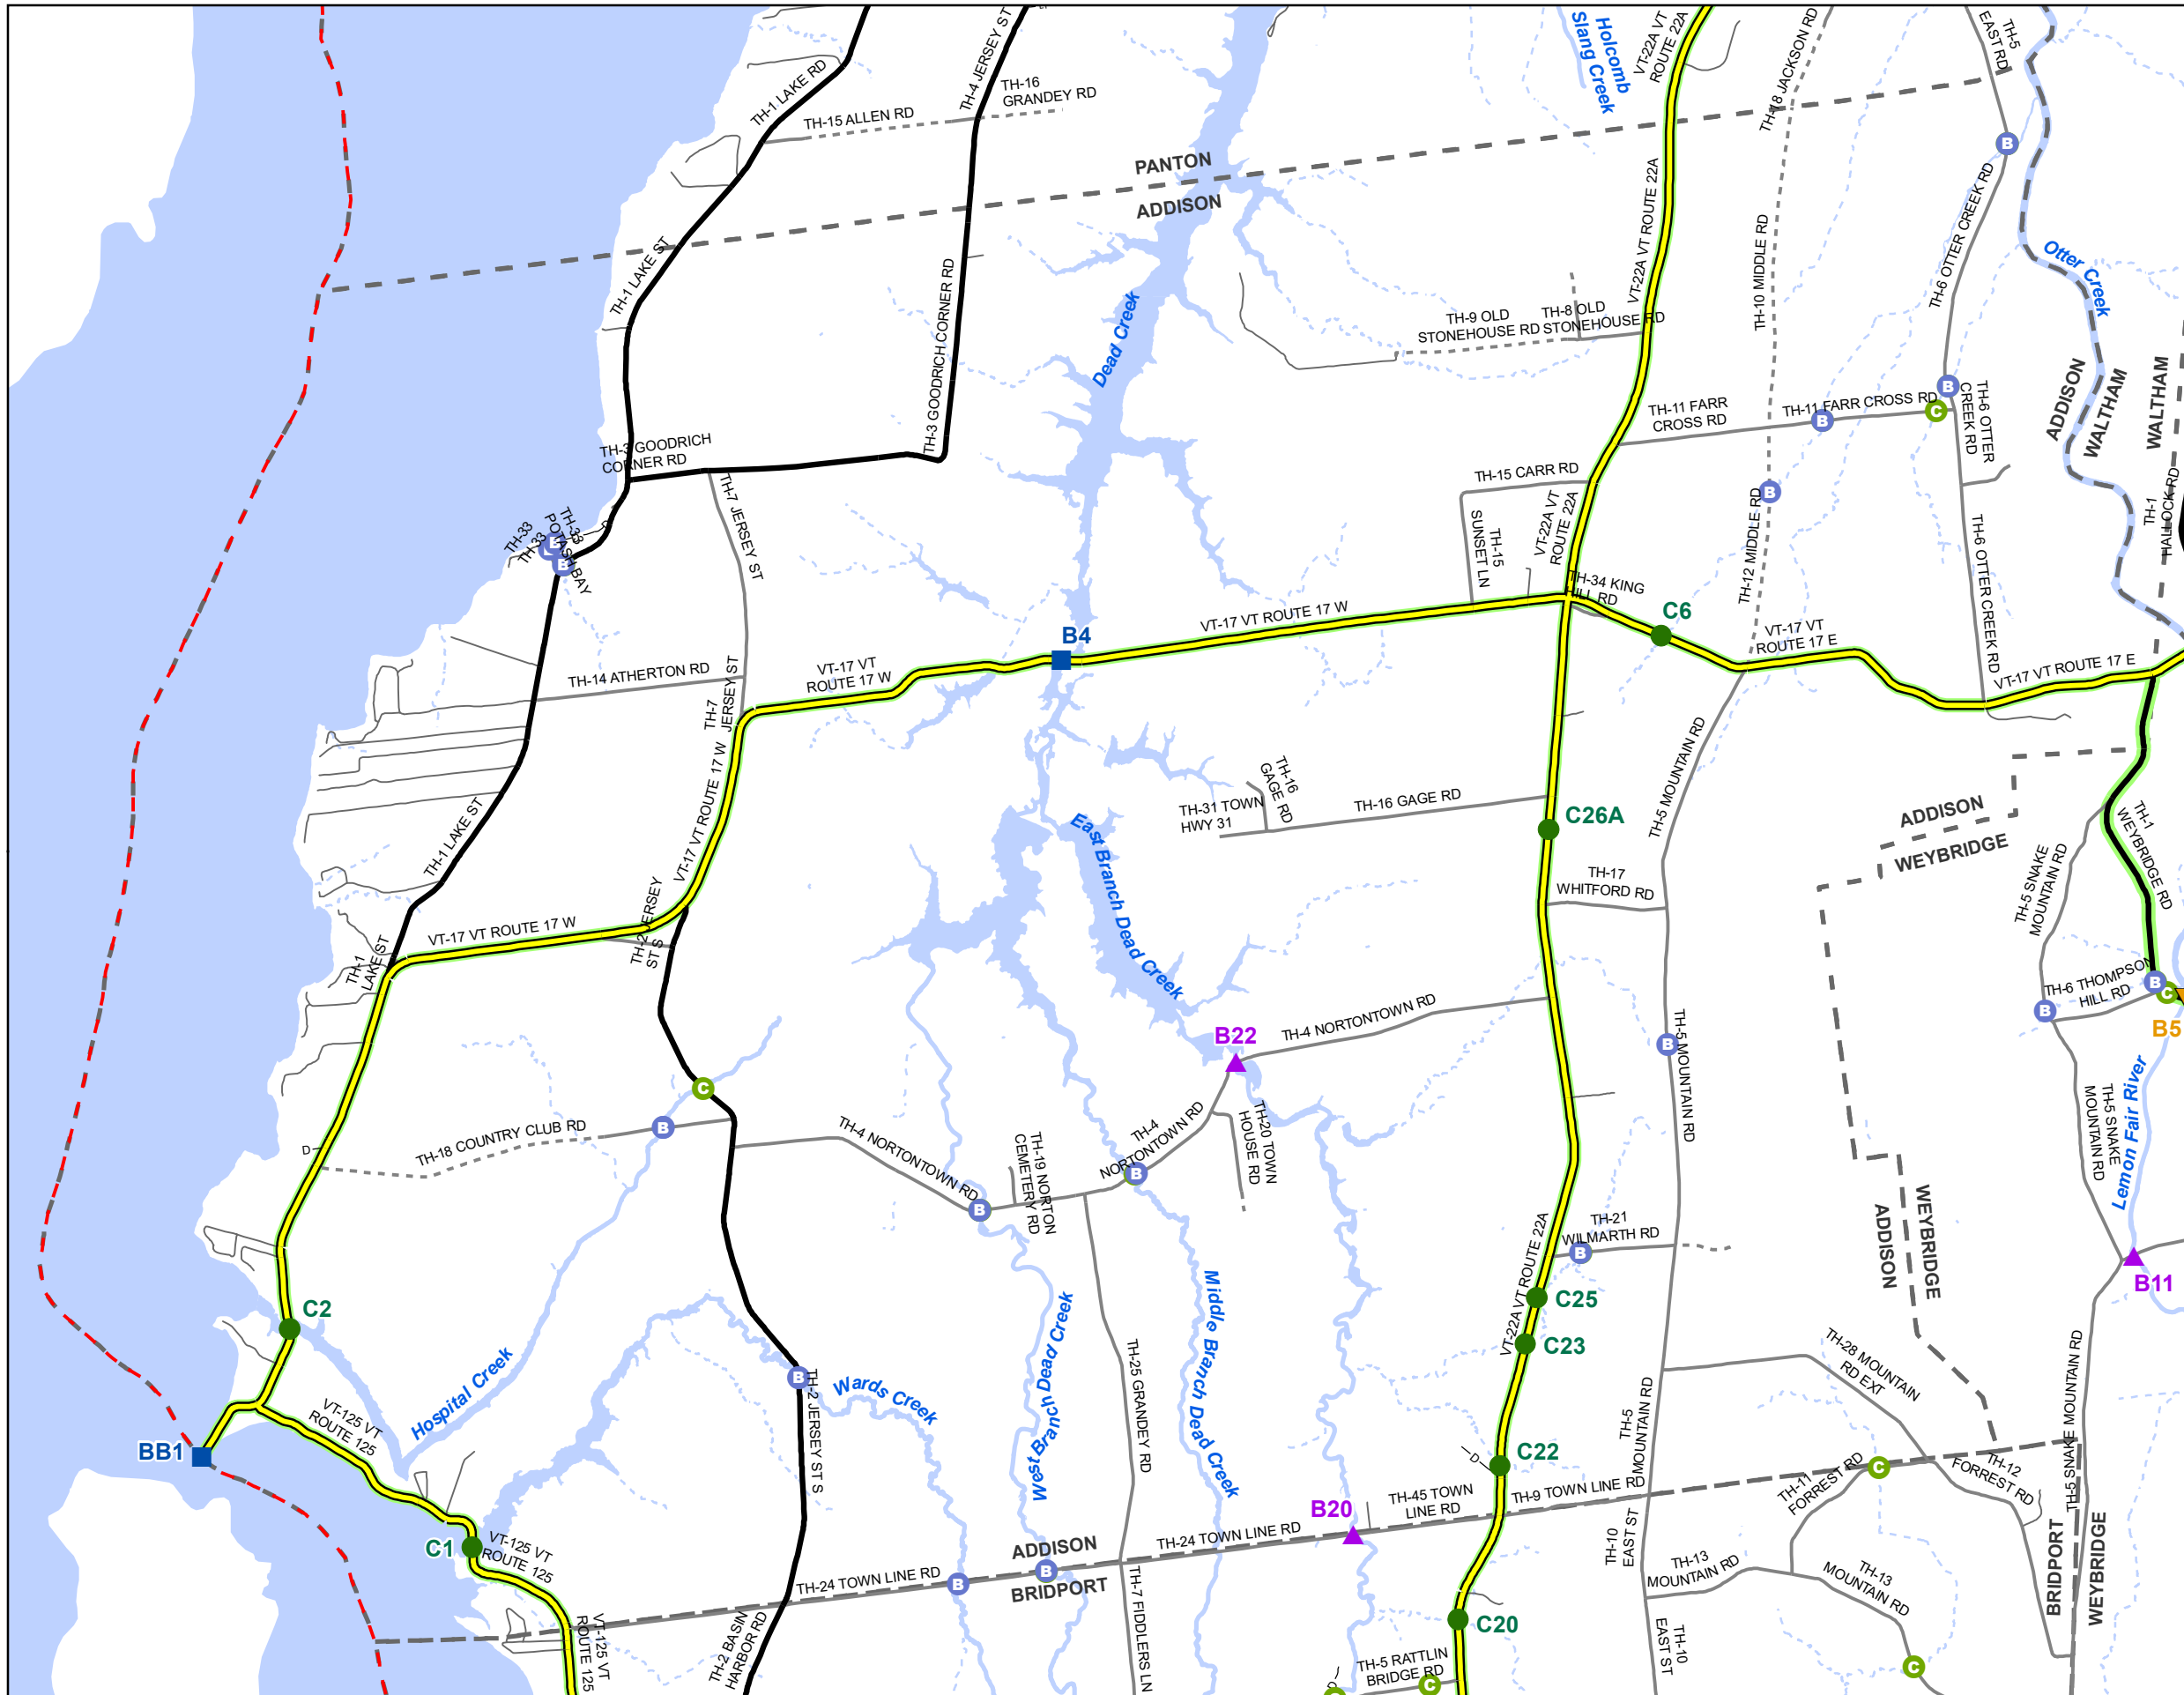 Holcomb
Slang Creek
VT-22A VT
ROUTE 22A
TH-18 JACKSON RD
TH-5
EAST RD
TH-1 LAKE RD
TH-4 JERSEY ST
TH-16
GRANDEY RD
TH-15 ALLEN RD
PANTON
ADDISON
B
TH-6 OTTER CREEK RD
VT-22A VT ROUTE 22A
TH-10 MIDDLE RD
Otter Creek
TH-1 LAKE ST
TH-3 GOODRICH CORNER RD
Dead Creek
TH-9 OLD
STONEHOUSE RD
TH-8 OLD
STONEHOUSE RD
ADDISON
WALTHAM
WALTHAM
TH-11 FARR
CROSS RD
TH-11 FARR CROSS RD
B
B
C
TH-6 OTTER
CREEK RD
TH-3 GOODRICH
CORNER RD
TH-7 JERSEY ST
TH-15 CARR RD
VT-22A VT
ROUTE 22A
B
TH-1
HALLOCK RD
TH-15
SUNSET LN
TH-33
TH-33
TH-33
POTASH BAY
B
B
TH-12 MIDDLE RD
TH-6 OTTER CREEK RD
TH-34 KING
HILL RD
C6
VT-17 VT ROUTE 17 W
B4
VT-17 VT
ROUTE 17 E
VT-17 VT ROUTE 17 E
TH-14 ATHERTON RD
VT-17 VT
ROUTE 17 W
TH-7
JERSEY ST
TH-5 MOUNTAIN RD
VT-17 VT ROUTE 17 W
TH-1 LAKE ST
TH-16
GAGE RD
TH-31 TOWN
HWY 31
TH-16 GAGE RD
C26A
ADDISON
WEYBRIDGE
TH-1
WEYBRIDGE RD
East Branch Dead Creek
TH-17
WHITFORD RD
TH-5 SNAKE
MOUNTAIN RD
VT-17 VT ROUTE 17 W
TH-2 JERSEY
ST S
TH-1
LAKE ST
TH-6 THOMPSON
HILL RD
B
B
C
B5
B22
TH-4 NORTONTOWN RD
B
TH-5 MOUNTAIN RD
C
B
D
TH-18 COUNTRY CLUB RD
TH-4 NORTONTOWN RD
TH-19 NORTON
CEMETERY RD
TH-4
NORTONTOWN RD
TH-20 TOWN
HOUSE RD
B
B
TH-5 SNAKE
MOUNTAIN RD
Lemon Fair River
ADDISON
WEYBRIDGE
TH-21
WILMARTH RD
B
B11
VT-22A VT ROUTE 22A
C25
C23
C2
Hospital Creek
B
Wards Creek
TH-2 JERSEY ST S
West Branch Dead Creek
TH-25 GRANDEY RD
Middle Branch Dead Creek
TH-28 MOUNTAIN
RD EXT
TH-5
MOUNTAIN RD
TH-5 SNAKE MOUNTAIN RD
VT-125 VT
ROUTE 125
BB1
D
C22
C
TH-11
FORREST RD
TH-12
FORREST RD
TH-9 TOWN LINE RD
TH-45 TOWN
LINE RD
B20
TH-24 TOWN LINE RD
ADDISON
BRIDPORT
B
B
TH-24 TOWN LINE RD
C1
VT-125 VT
ROUTE 125
TH-10
EAST ST
TH-13
MOUNTAIN RD
TH-13
MOUNTAIN RD
BRIDPORT
WEYBRIDGE
VT-125 VT
ROUTE 125
TH-2 BASIN
HARBOR RD
TH-7 FIDDLERS LN
C20
TH-5 RATTLIN
BRIDGE RD
D
C
C
TH-10
EAST ST
C